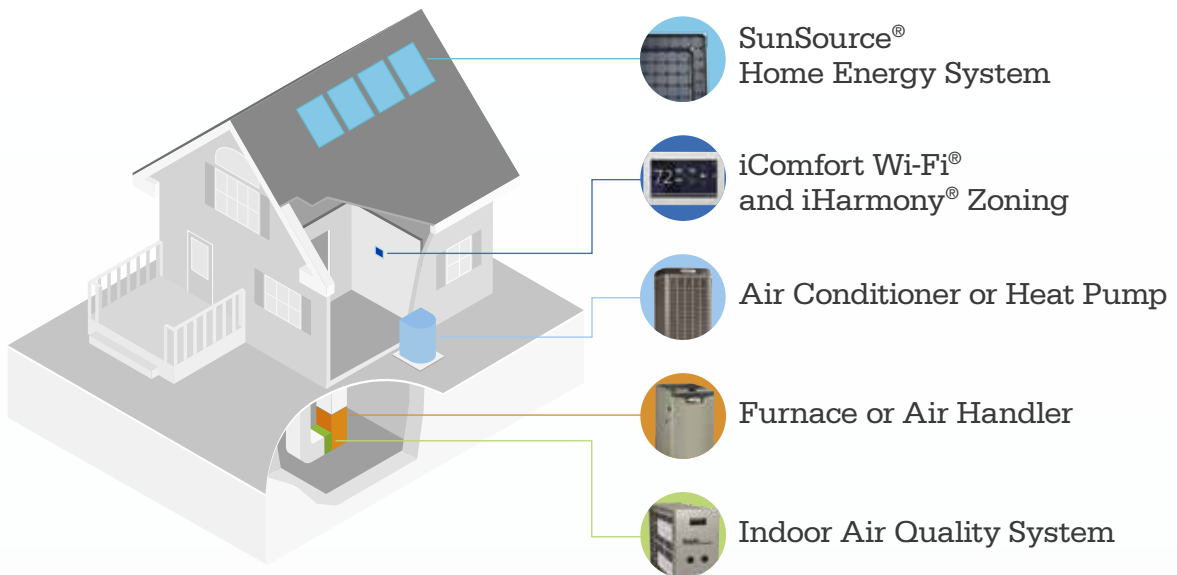 SunSource®
Home Energy System
72
iComfort Wi-Fi®
and iHarmony® Zoning
Air Conditioner or Heat Pump
Furnace or Air Handler
Indoor Air Quality System